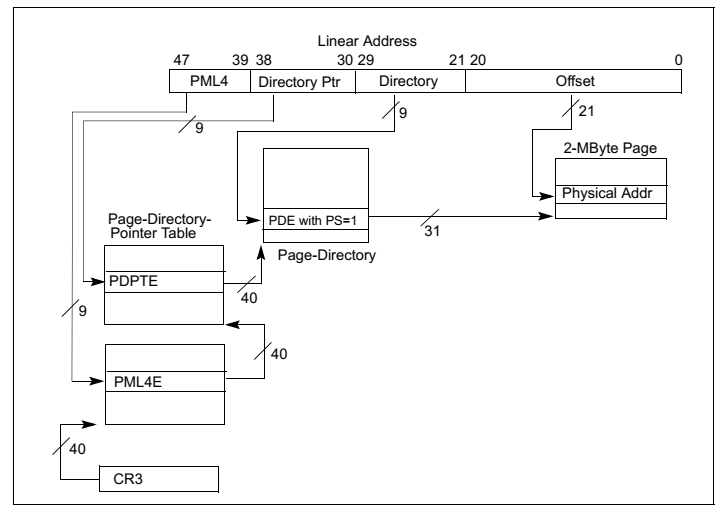 Linear Address
47 39 38 30 29 21 20 0
PML4 Directory Ptr Directory Offset
9 9 21
2-MByte Page
Physical Addr
PDE with PS=1
31
Page-Directory
Page-Directory-
Pointer Table
PDPTE
40
9
40
PML4E
40
CR3